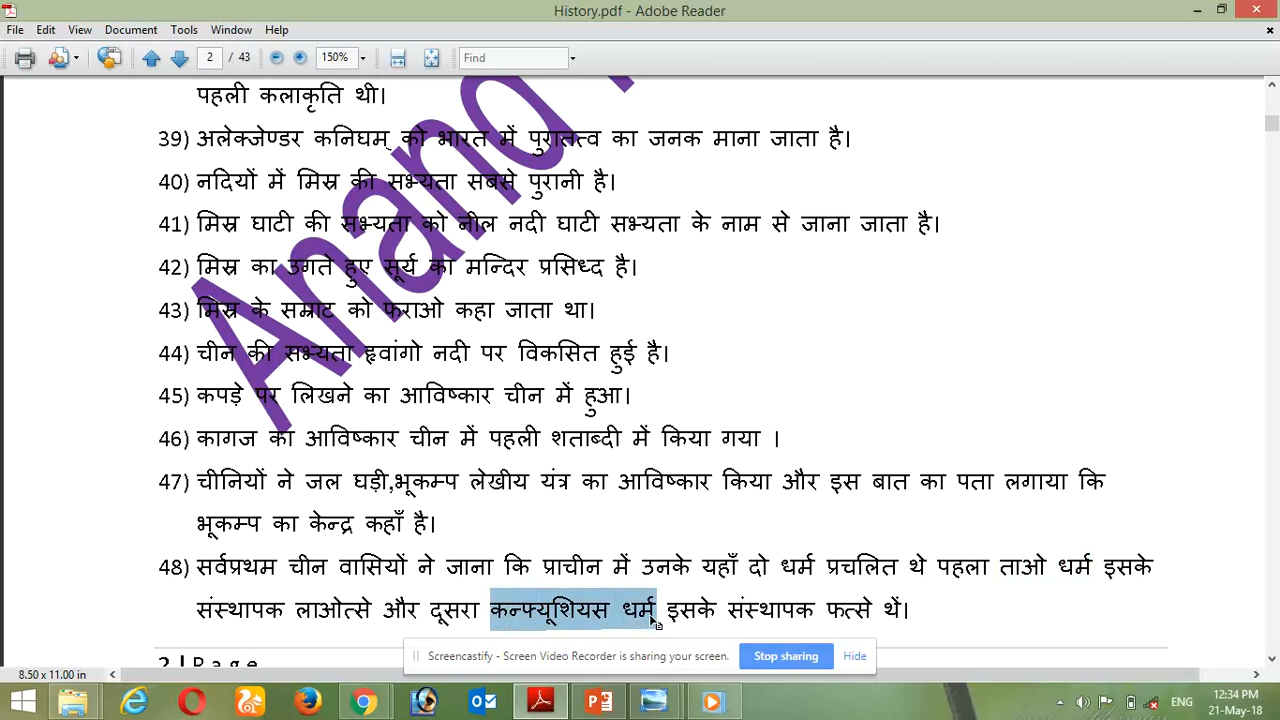 History.pdf - Adobe Reader
File Edit View Document Tools Window Help
2 / 43 150% Find
पहली कलाकृति थी।
39) अलेक्जेण्डर कनिघम् को भारत में पुरातत्व का जनक माना जाता है।
40) नदियों में मिस्र की सभ्यता सबसे पुरानी है।
41) मिस्र घाटी की सभ्यता को नील नदी घाटी सभ्यता के नाम से जाना जाता है।
42) मिस्र का उगते हुए सूर्य का मन्दिर प्रसिध्द है।
43) मिस्र के सम्राट को फराओ कहा जाता था।
44) चीन की सभ्यता हृवांगो नदी पर विकसित हुई है।
45) कपड़े पर लिखने का आविष्कार चीन में हुआ।
46) कागज का आविष्कार चीन में पहली शताब्दी में किया गया ।
47) चीनियों ने जल घड़ी,भूकम्प लेखीय यंत्र का आविष्कार किया और इस बात का पता लगाया कि
भूकम्प का केन्द्र कहाँ है।
48) सर्वप्रथम चीन वासियों ने जाना कि प्राचीन में उनके यहाँ दो धर्म प्रचलित थे पहला ताओ धर्म इसके
संस्थापक लाओत्से और दूसरा कन्फ्यूशियस धर्म इसके संस्थापक फत्से थें।
Anand
2 | Page
Screencastify - Screen Video Recorder is sharing your screen. Stop sharing Hide
8.50 x 11.00 in
ENG
12:34 PM
21-May-18